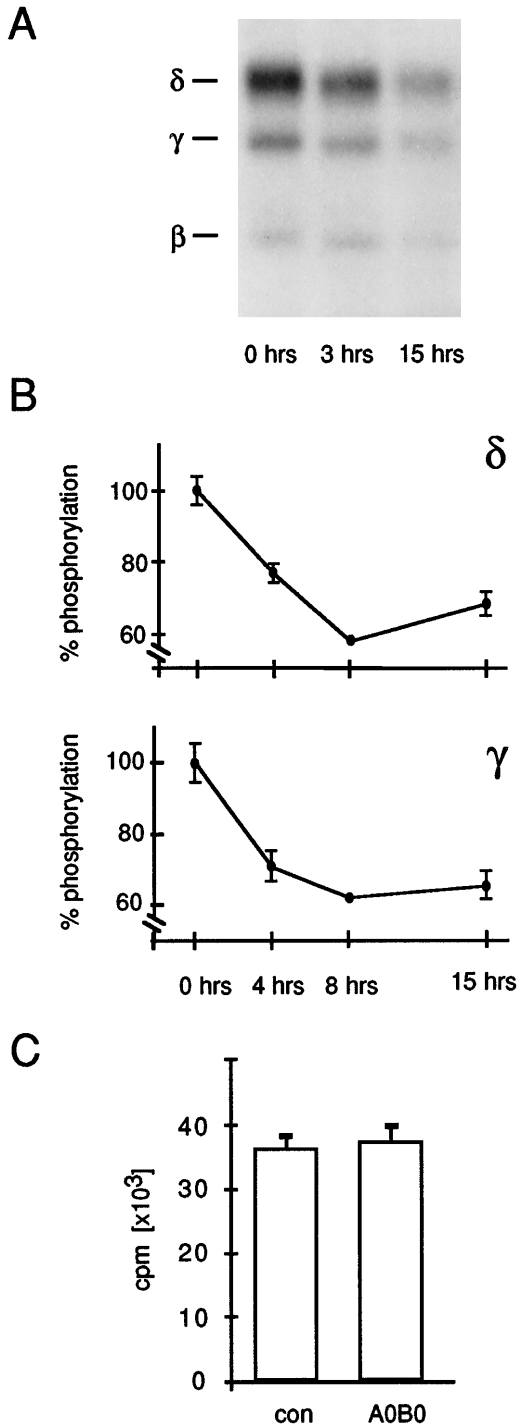 A
δ
γ
β
0 hrs 3 hrs 15 hrs
B
δ
% phosphorylation
100
80
60
γ
% phosphorylation
100
80
60
0 hrs 4 hrs 8 hrs 15 hrs
C
cpm [x10³]
40
30
20
10
0
con A0B0